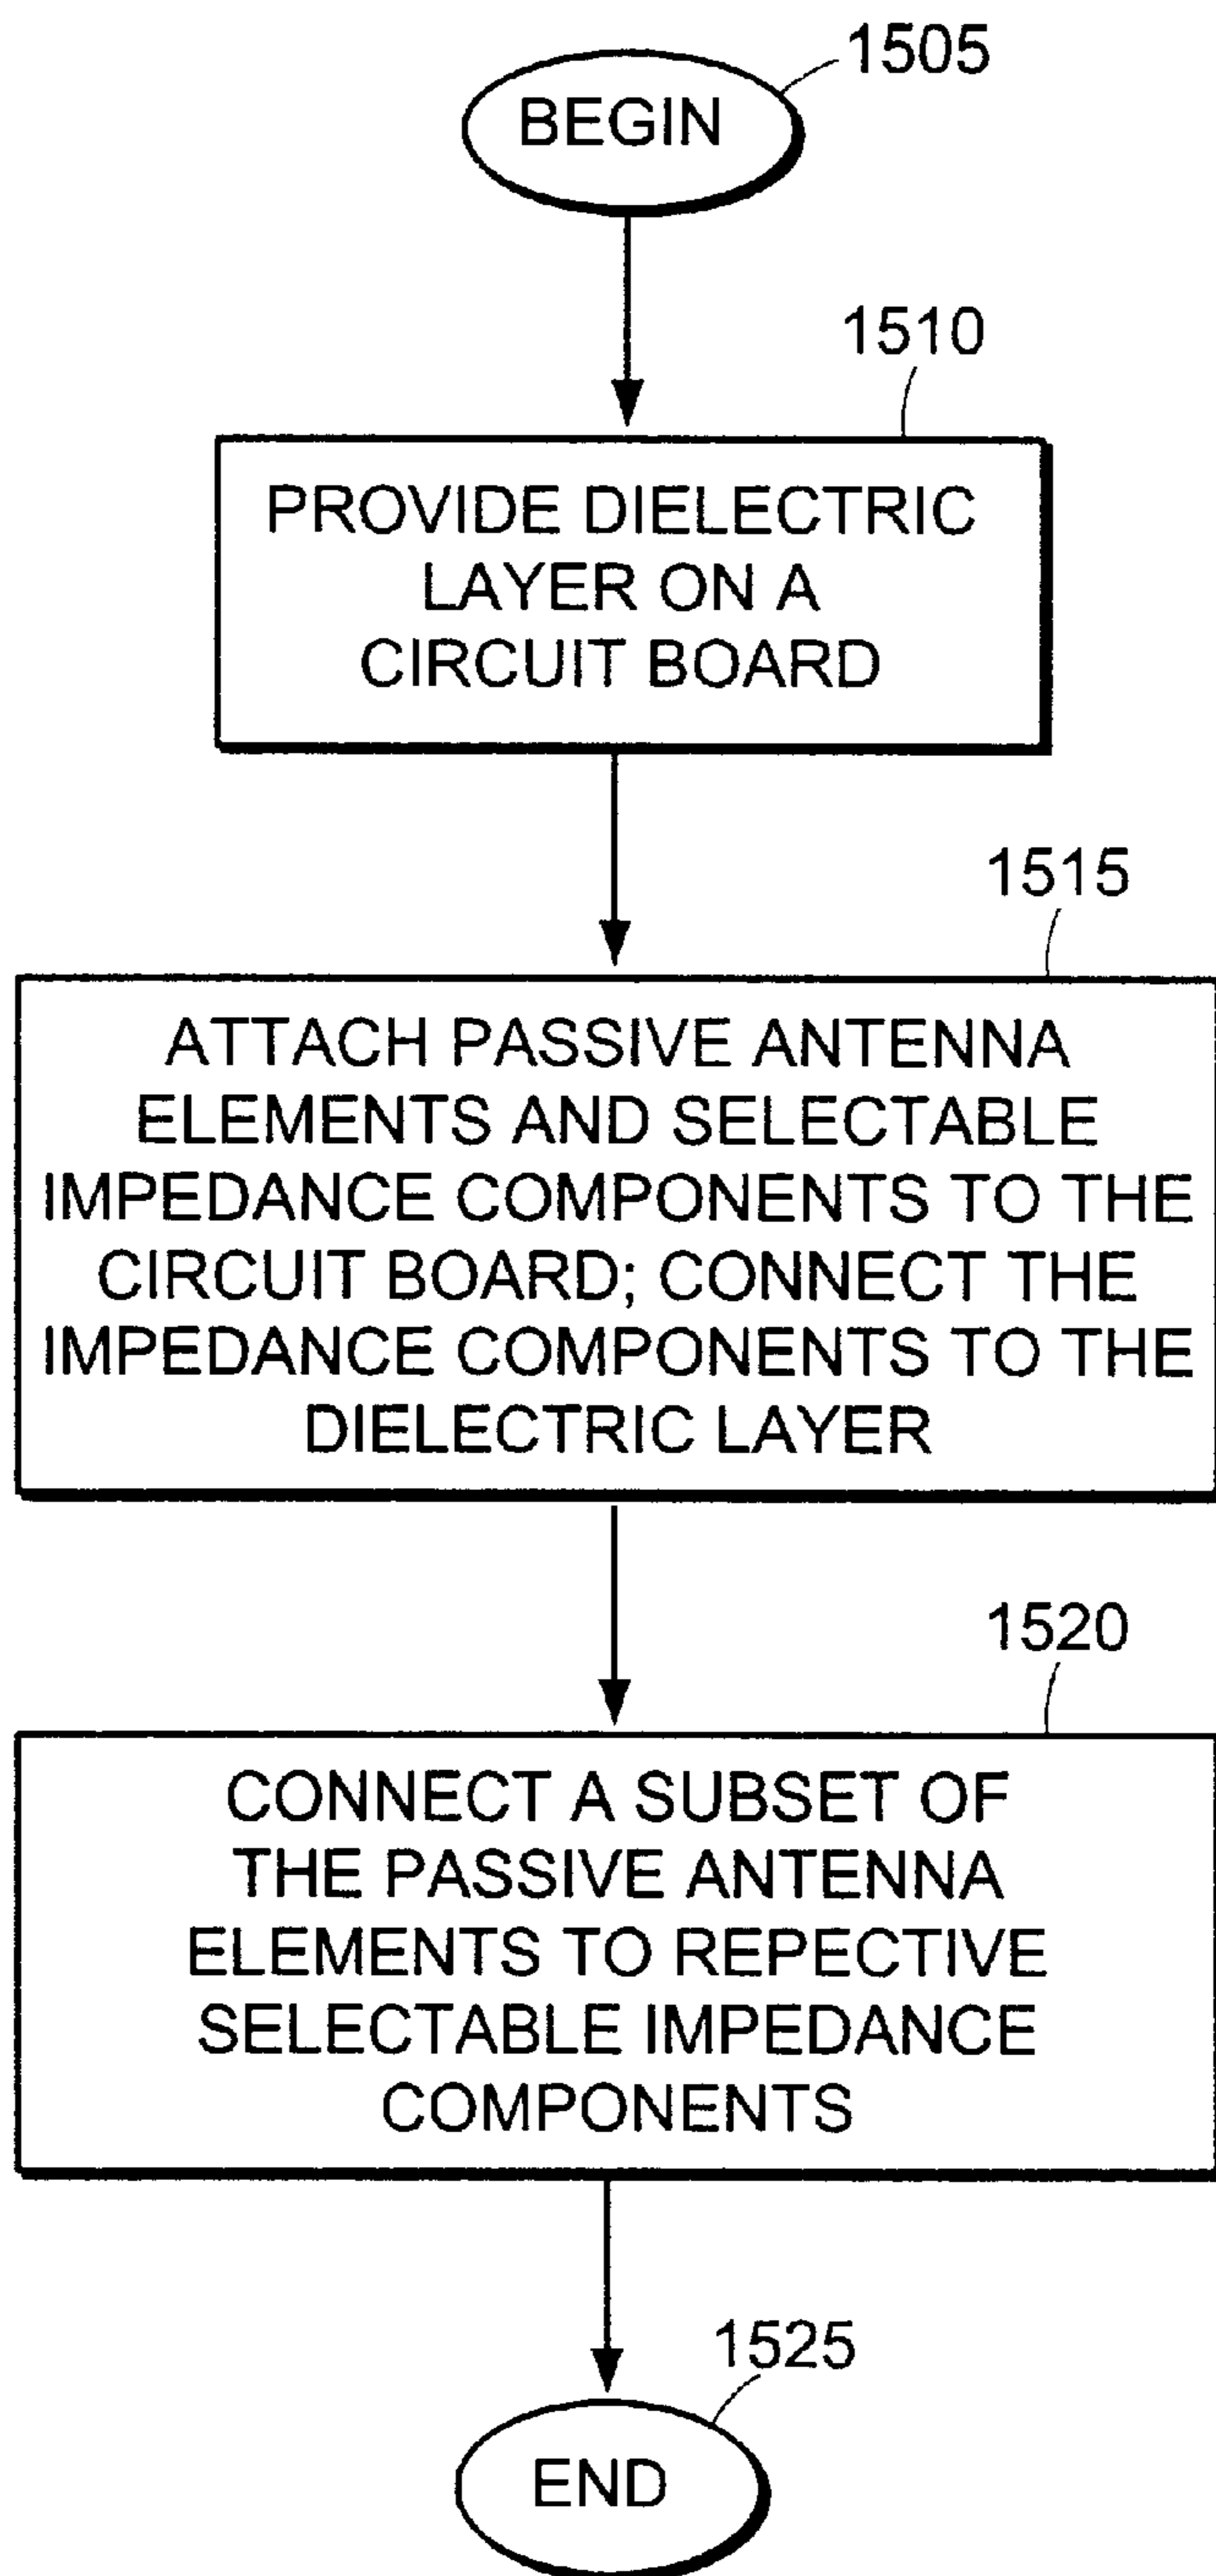 1505
BEGIN
1510
PROVIDE DIELECTRIC
LAYER ON A
CIRCUIT BOARD
1515
ATTACH PASSIVE ANTENNA
ELEMENTS AND SELECTABLE
IMPEDANCE COMPONENTS TO THE
CIRCUIT BOARD; CONNECT THE
IMPEDANCE COMPONENTS TO THE
DIELECTRIC LAYER
1520
CONNECT A SUBSET OF
THE PASSIVE ANTENNA
ELEMENTS TO REPECTIVE
SELECTABLE IMPEDANCE
COMPONENTS
1525
END